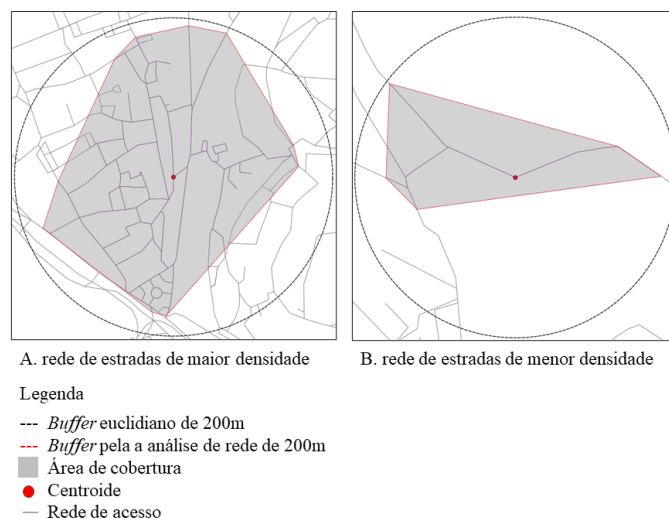 A. rede de estradas de maior densidade
B. rede de estradas de menor densidade
Legenda
Buffer euclidiano de 200m
Buffer pela a análise de rede de 200m
Área de cobertura
Centroide
Rede de acesso